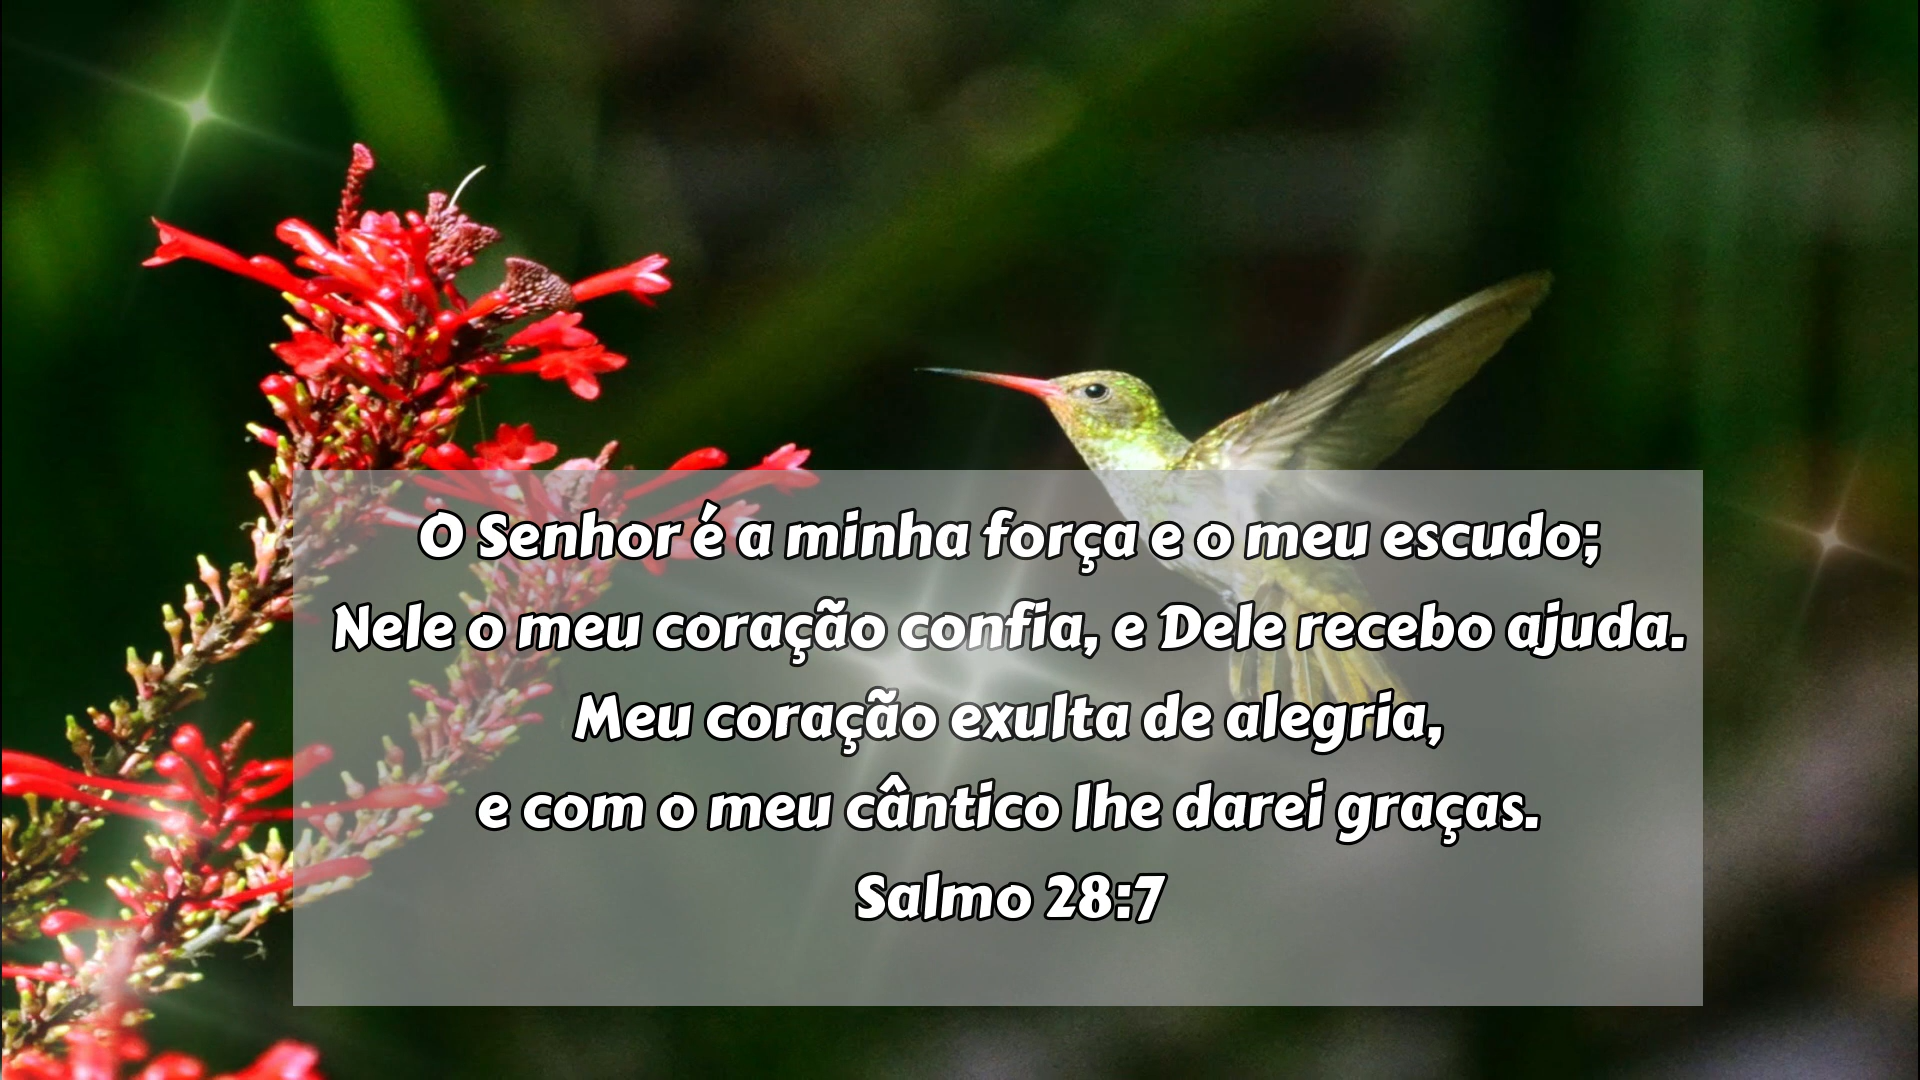 O Senhor é a minha força e o meu escudo;
Nele o meu coração confia, e Dele recebo ajuda.
Meu coração exulta de alegria,
e com o meu cântico lhe darei graças.
Salmo 28:7